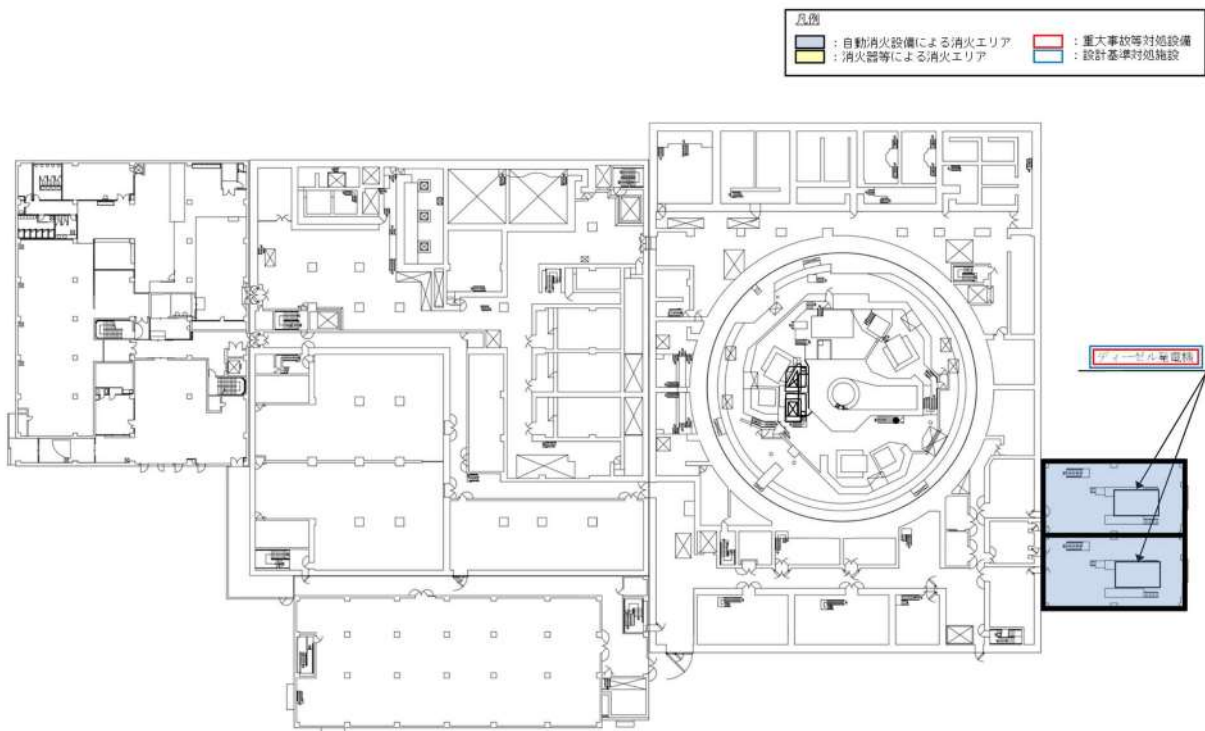 凡例
：自動消火設備による消火エリア
：重大事故等対処設備
：消火器等による消火エリア
：設計基準対処施設
ディーゼル発電機